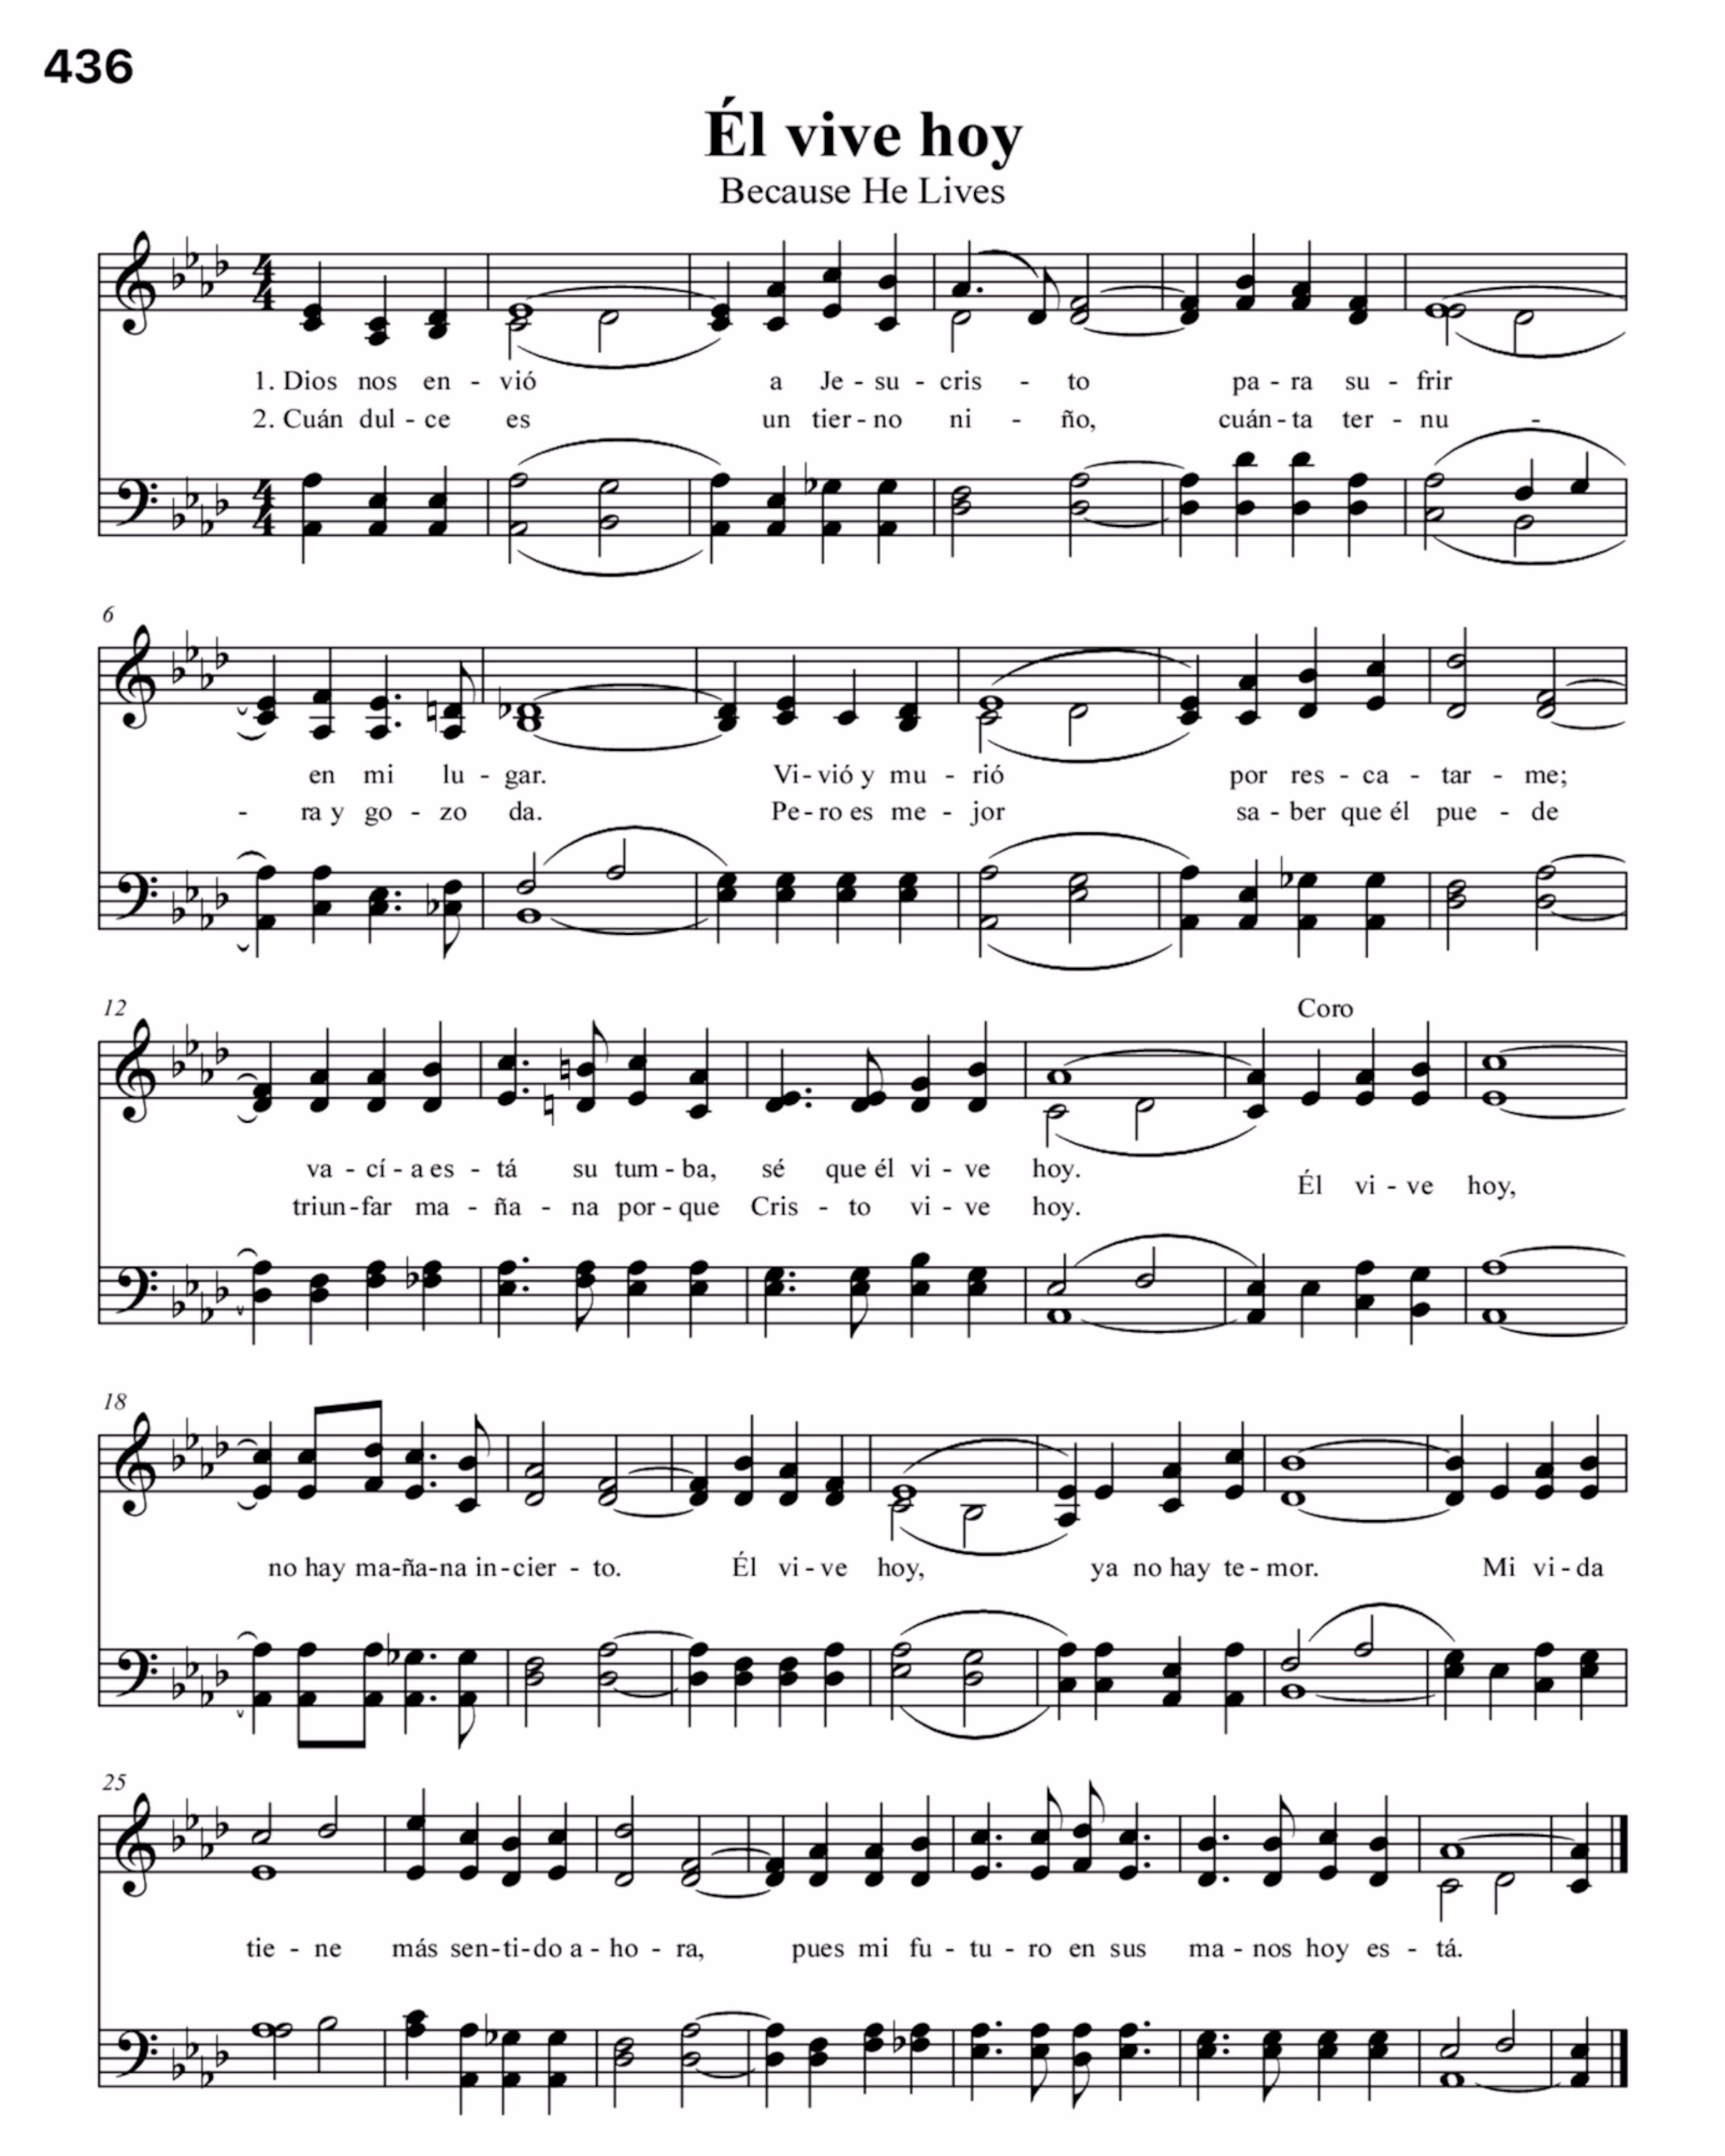 436
Él vive hoy
Because He Lives
1. Dios nos en - vió a Je - su - cris - to pa - ra su - frir
2. Cuán dul - ce es un tier - no ni - ño, cuán - ta ter - nu -
6
en mi lu - gar. Vi - vió y mu - rió por res - ca - tar - me;
- ra y go - zo da. Pe - ro es me - jor sa - ber que él pue - de
12
Coro
va - cí - a es - tá su tum - ba, sé que él vi - ve hoy.
Él vi - ve hoy,
triun - far ma - ña - na por - que Cris - to vi - ve hoy.
18
no hay ma - ña - na in - cier - to. Él vi - ve hoy, ya no hay te - mor. Mi vi - da
25
tie - ne más sen - ti - do a - ho - ra, pues mi fu - tu - ro en sus ma - nos hoy es - tá.